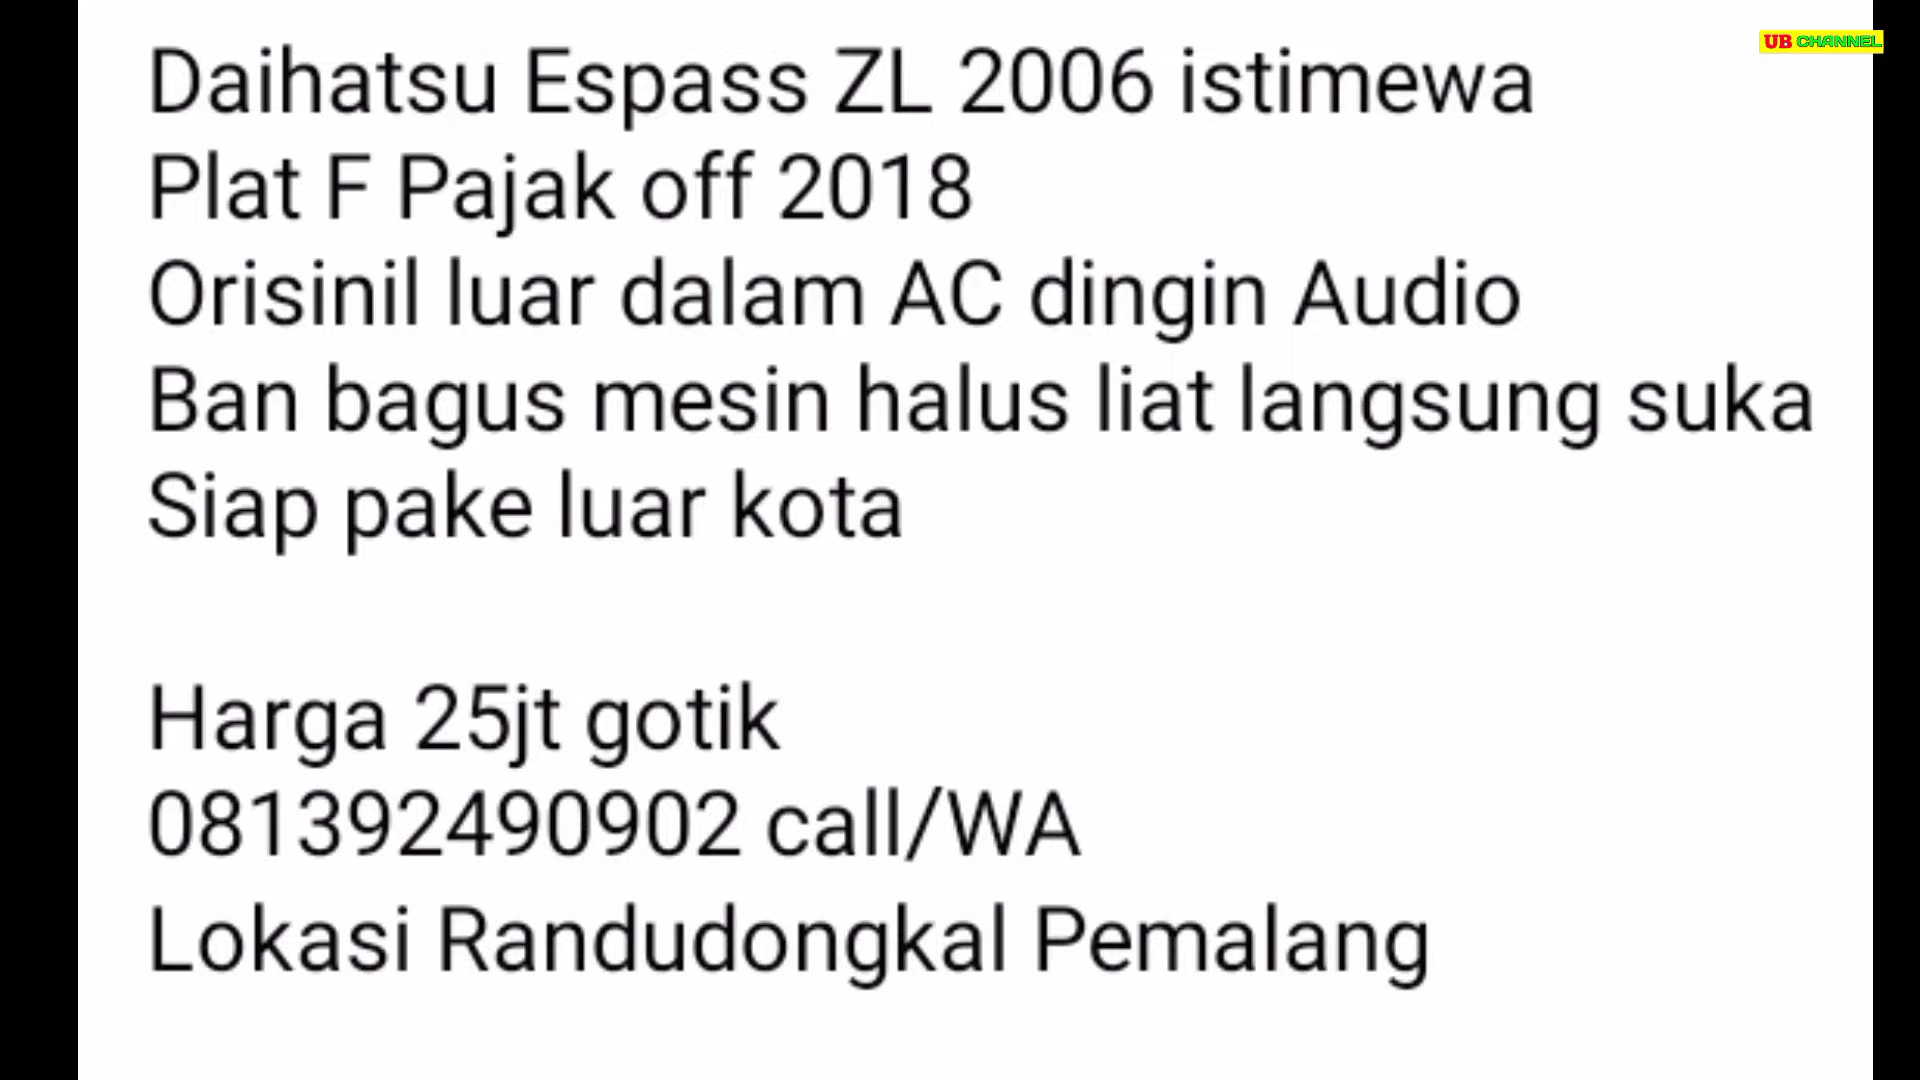 UB CHANNEL
Daihatsu Espass ZL 2006 istimewa
Plat F Pajak off 2018
Orisinil luar dalam AC dingin Audio
Ban bagus mesin halus liat langsung suka
Siap pake luar kota
Harga 25jt gotik
081392490902 call/WA
Lokasi Randudongkal Pemalang